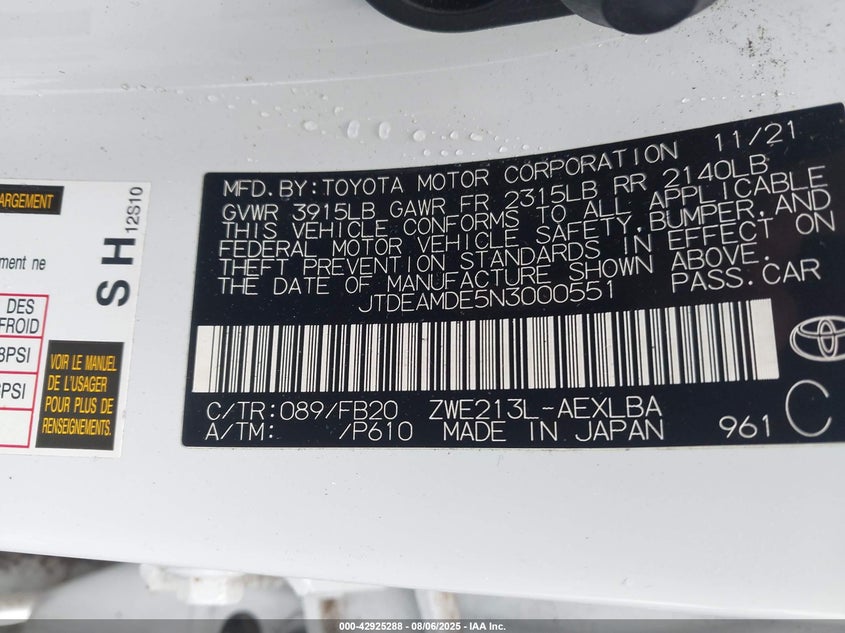 ARGEMENT
ment ne
S H 12S10
DES
FROID
8PSI
PSI
VOIR LE MANUEL
DE L'USAGER
POUR PLUS DE
RENSEIGNEMENTS.
MFD. BY: TOYOTA MOTOR CORPORATION 11/21
GVWR 3915LB GAWR FR 2315LB RR 2140LB
THIS VEHICLE CONFORMS TO ALL APPLICABLE
FEDERAL MOTOR VEHICLE SAFETY, BUMPER, AND
THEFT PREVENTION STANDARDS IN EFFECT ON
THE DATE OF MANUFACTURE SHOWN ABOVE.
JTDEAMDE5N3000551 PASS. CAR
C/TR: 089/FB20 ZWE213L-AEXLBA C
A/TM: /P610 MADE IN JAPAN 961
000-42925288 - 08/06/2025 - IAA Inc.